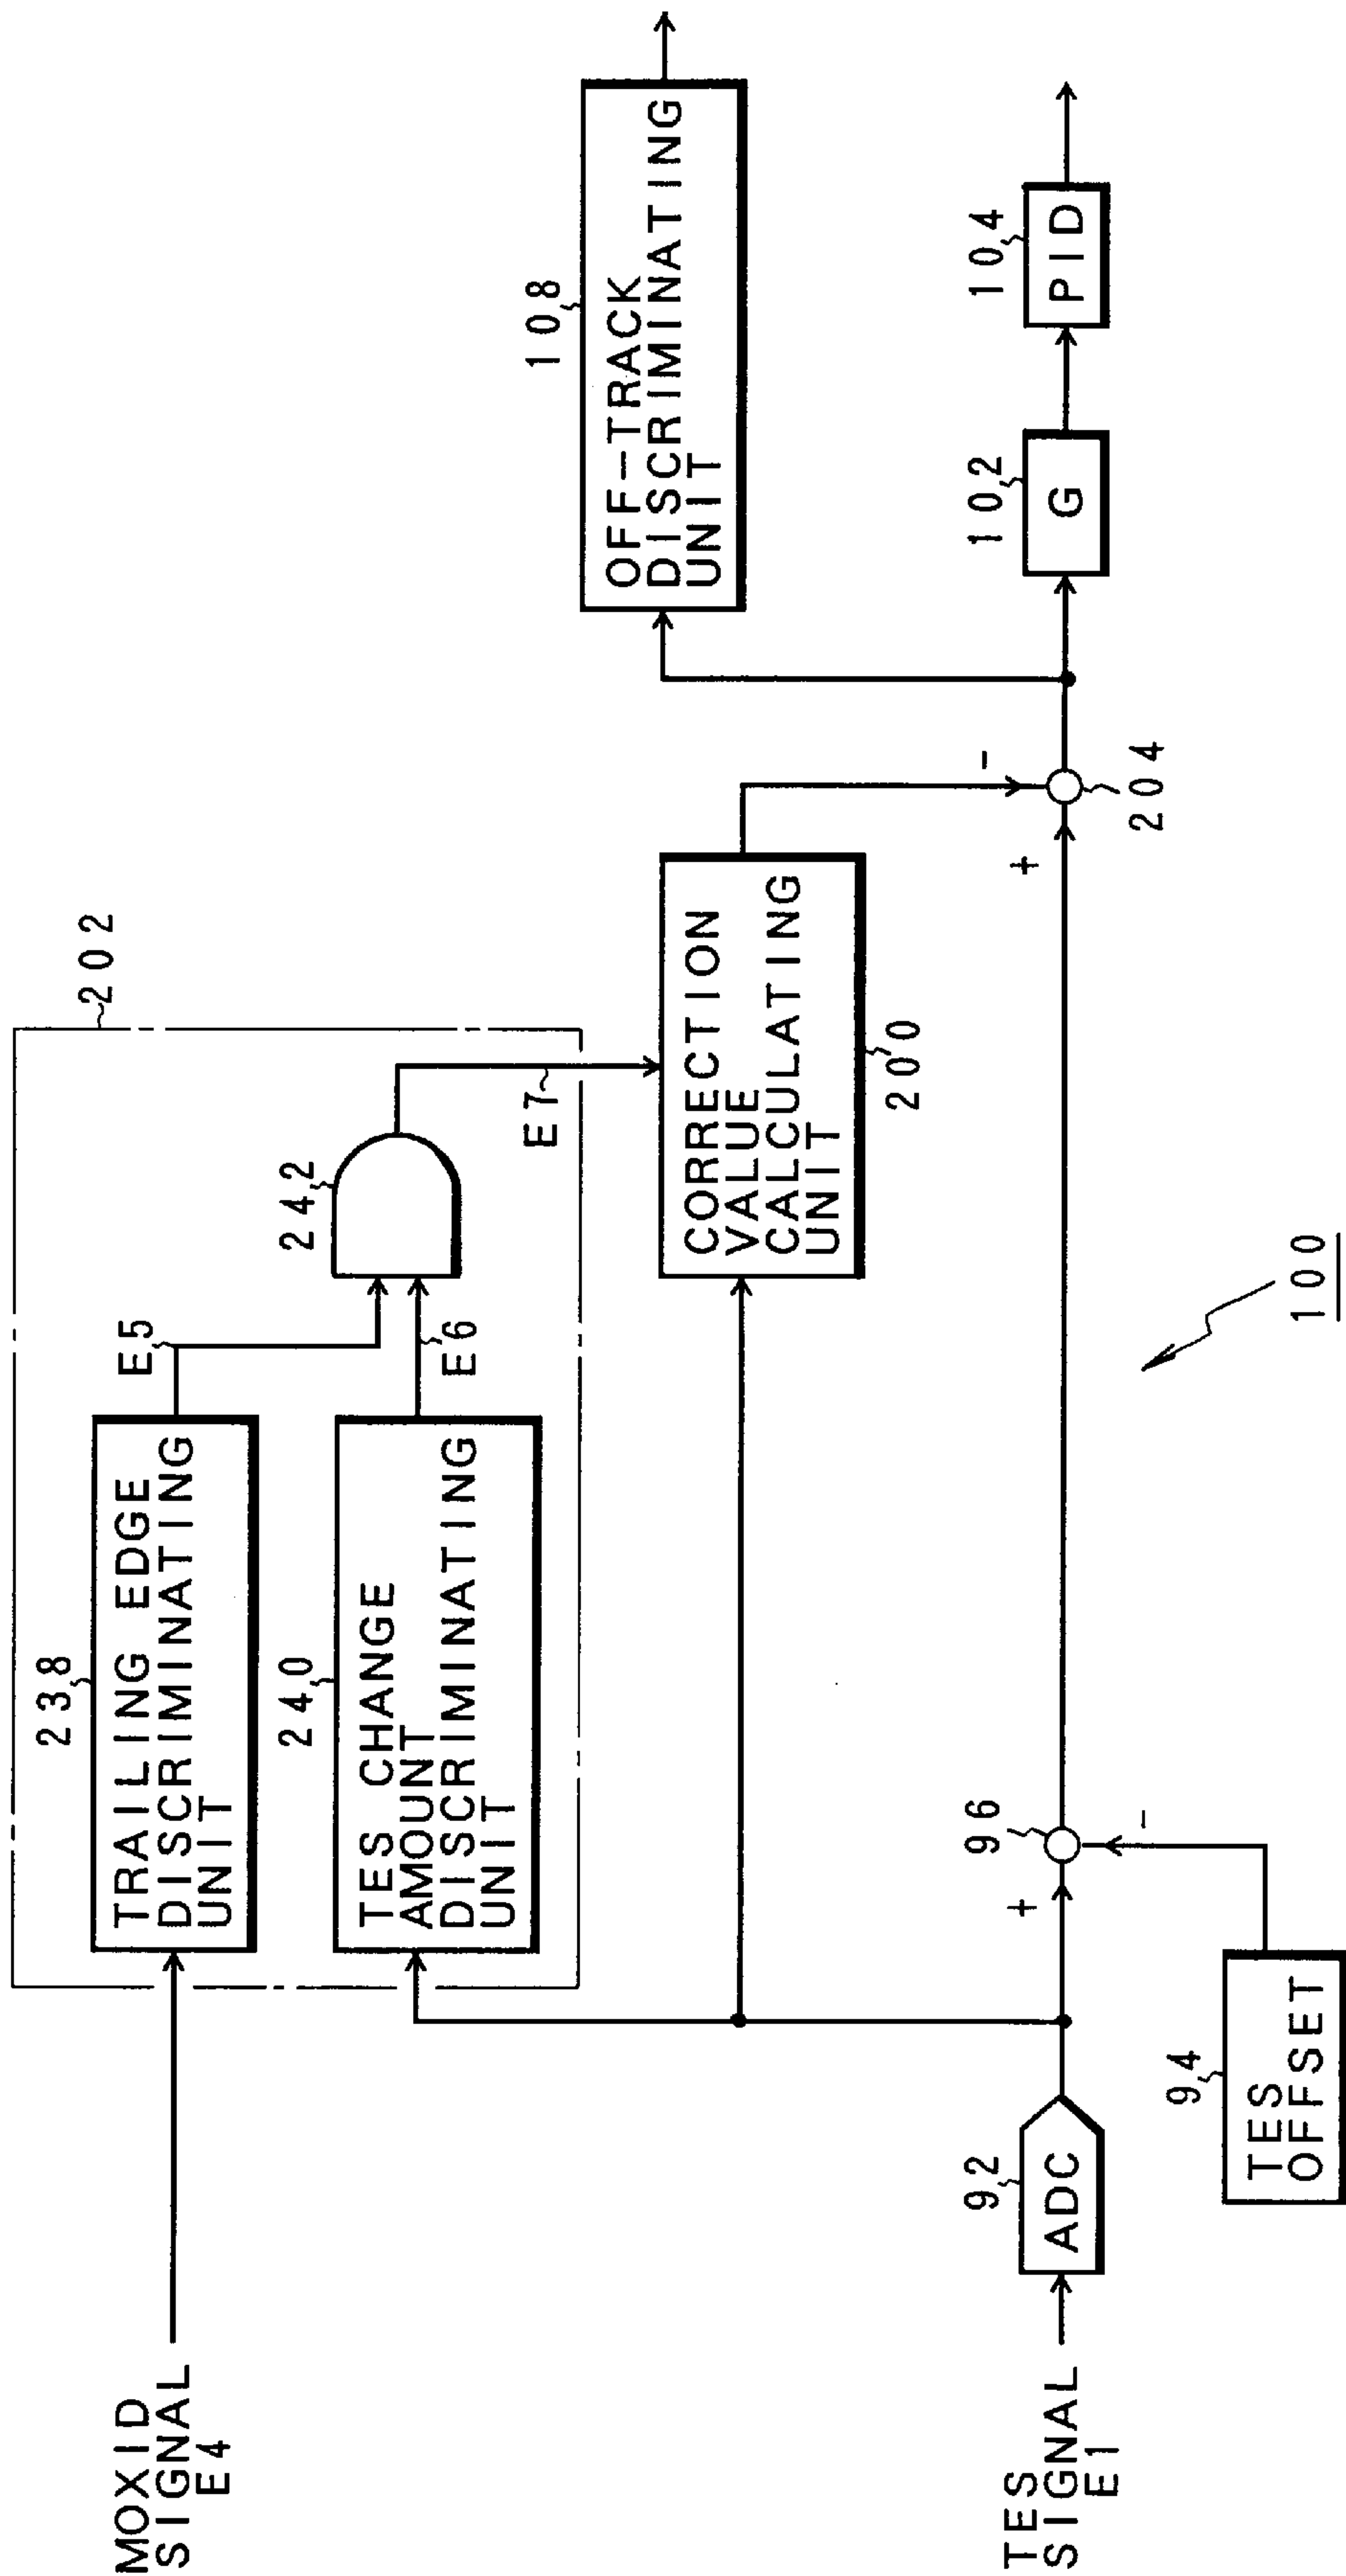 202
238
TRAILING EDGE
DISCRIMINATING
UNIT
E5
240
TES CHANGE
AMOUNT
DISCRIMINATING
UNIT
E6
242
E7
MOXID
SIGNAL
E4
108
OFF-TRACK
DISCRIMINATING
UNIT
CORRECTION
VALUE
CALCULATING
UNIT
200
TES
SIGNAL
E1
92
ADC
+
96
-
94
TES
OFFSET
+
-
204
102
G
104
PID
100